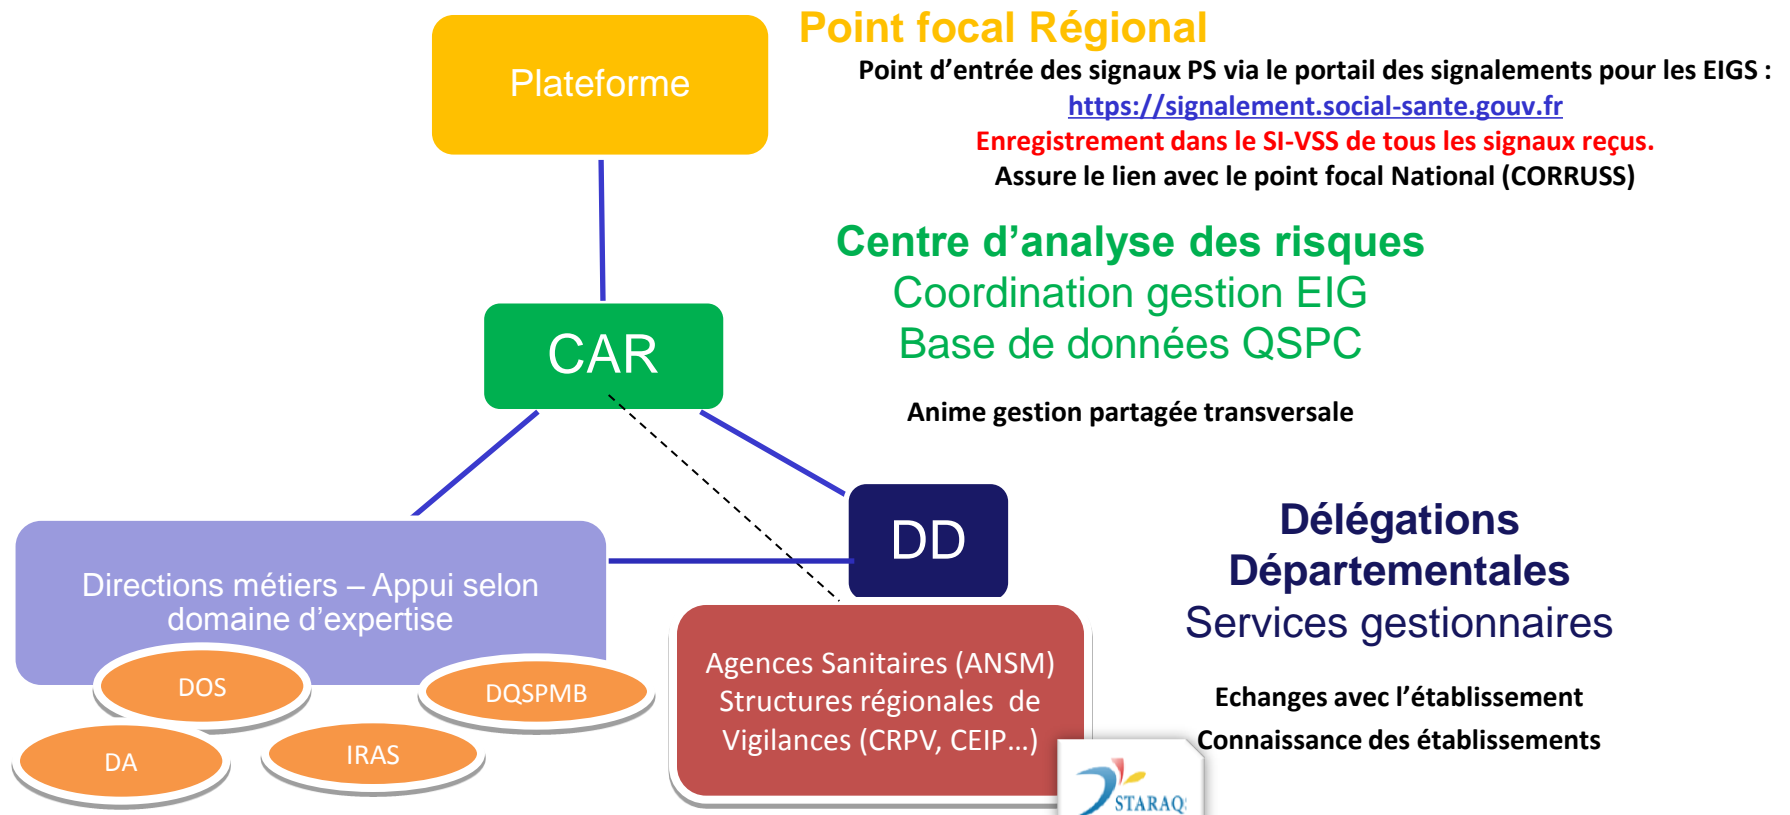 Point focal Régional
Plateforme
Point d’entrée des signaux PS via le portail des signalements pour les EIGS :
https://signalement.social-sante.gouv.fr
Enregistrement dans le SI-VSS de tous les signaux reçus.
Assure le lien avec le point focal National (CORRUSS)
Centre d’analyse des risques
Coordination gestion EIG
Base de données QSPC
CAR
Anime gestion partagée transversale
DD
Délégations
Départementales
Services gestionnaires
Directions métiers – Appui selon
domaine d’expertise
DOS
DQSPMB
DA
IRAS
Agences Sanitaires (ANSM)
Structures régionales de
Vigilances (CRPV, CEIP…)
Echanges avec l’établissement
Connaissance des établissements
STARAQ